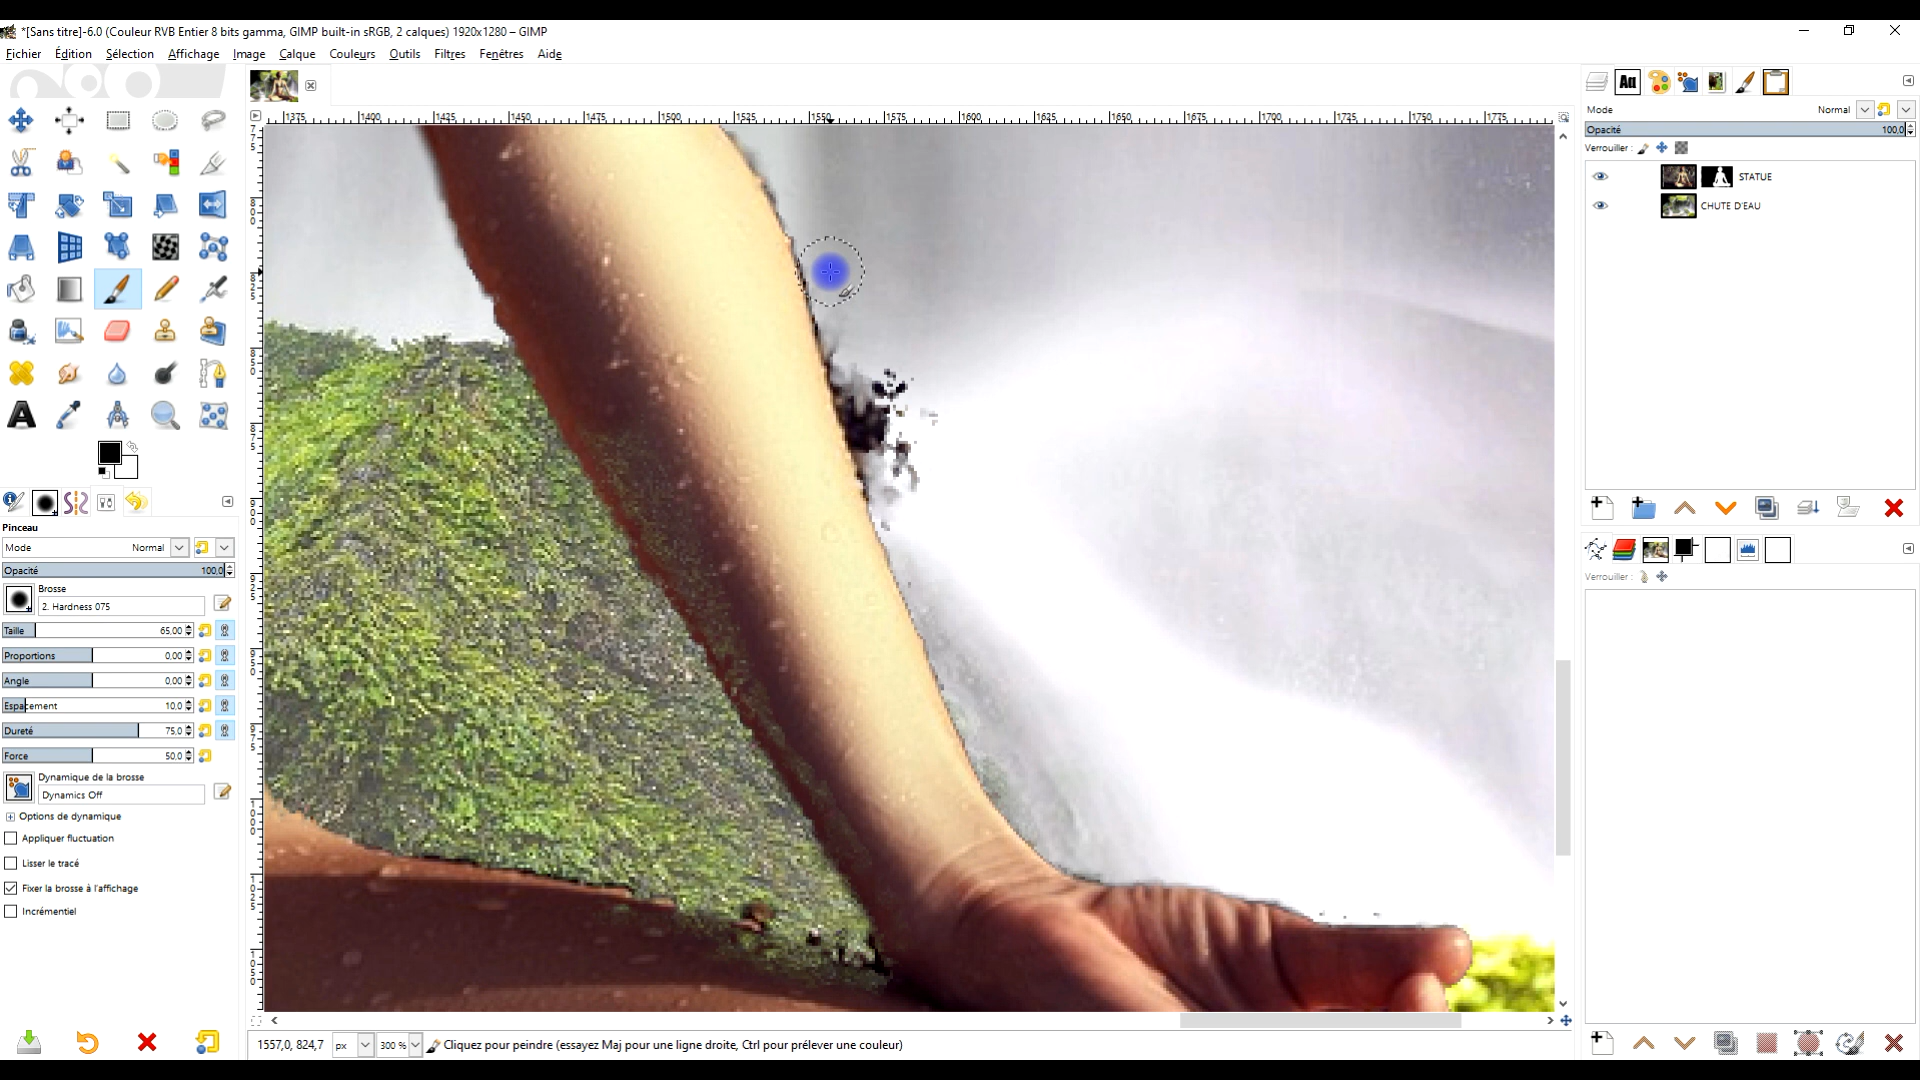 *[Sans titre]-6.0 (Couleur RVB Entier 8 bits gamma, GIMP built-in sRGB, 2 calques) 1920x1280 – GIMP
Fichier Édition Sélection Affichage Image Calque Couleurs Outils Filtres Fenêtres Aide
1375 1400 1425 1450 1475 1500 1525 1550 1575 1600 1625 1650 1675 1700 1725 1750 1775
Mode Normal
Opacité 100,0
Verrouiller :
STATUE
CHUTE D'EAU
Verrouiller :
Pinceau
Mode Normal
Opacité 100,0
Brosse
2. Hardness 075
Taille 65,00
Proportions 0,00
Angle 0,00
Espacement 10,0
Dureté 75,0
Force 50,0
Dynamique de la brosse
Dynamics Off
Options de dynamique
Appliquer fluctuation
Lisser le tracé
Fixer la brosse à l'affichage
Incrémentiel
1557,0, 824,7 px 300 % Cliquez pour peindre (essayez Maj pour une ligne droite, Ctrl pour prélever une couleur)